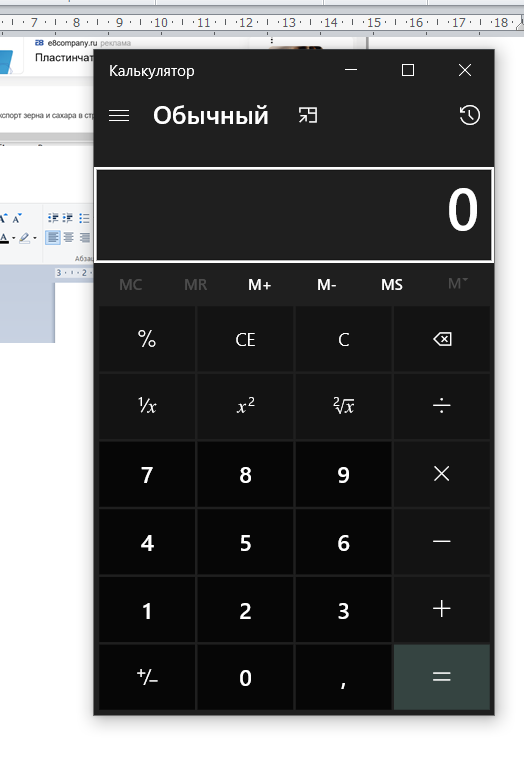 7 8 9 10 11 12 13 14 15 16 17 18
e8company.ru реклама
Пластинчат
Калькулятор
Обычный
кспорт зерна и сахара в стр
0
Абзац
3 2
MC MR M+ M- MS M
% CE C
1/x x² ²√x ÷
7 8 9 ×
4 5 6 −
1 2 3 +
+/− 0 , =